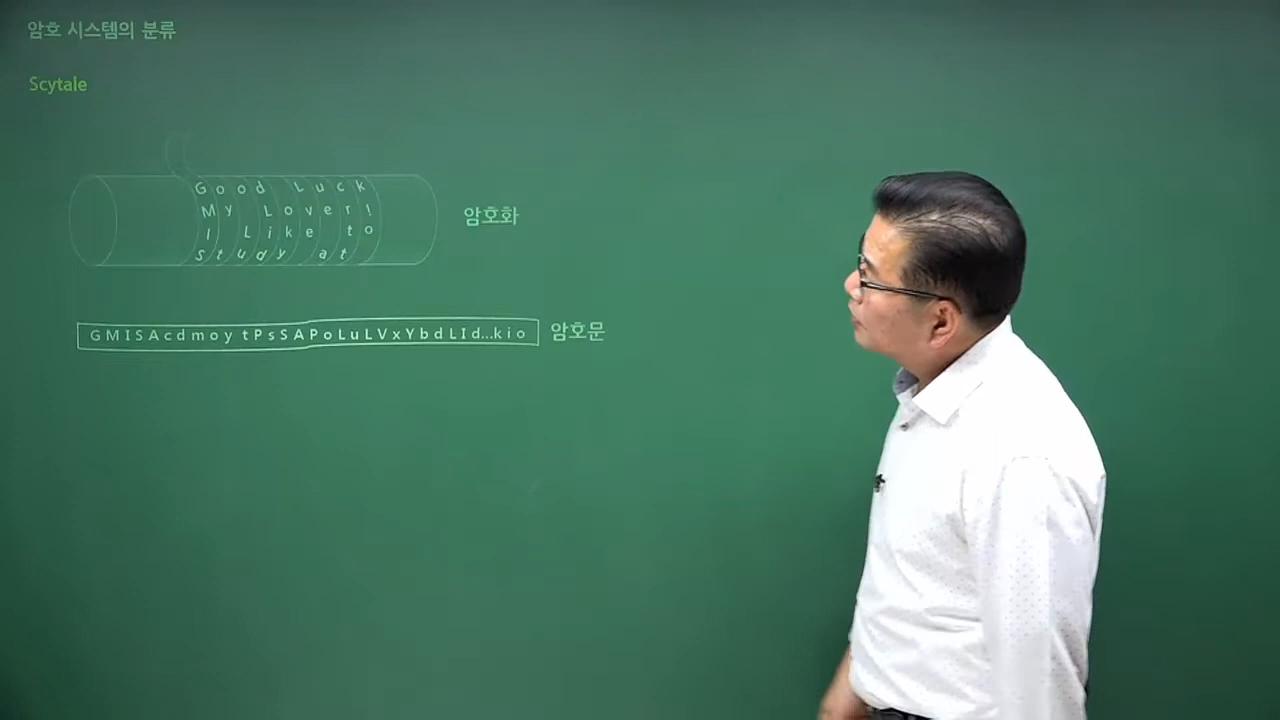 암호 시스템의 분류
Scytale
Good Luck
My Lover!
I Like to
Study at
암호화
GMISAcdmoytPsSAPoLuLVxYbdLId...kio
암호문